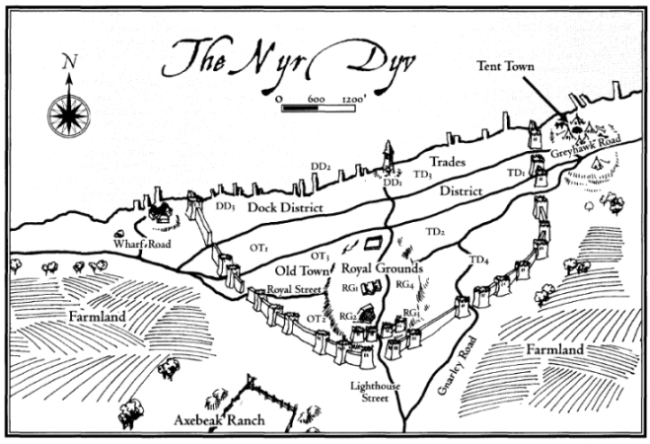 The Nyr Dyv
N
0 600 1200'
Tent Town
Greyhawk Road
Trades
District
DD2
DD1
TD3
TD1
DD3
Dock District
Wharf Road
OT1
OT3
TD2
Old Town
Royal Grounds
TD4
Royal Street
RG1
RG4
OT2
RG2
Farmland
Gnarley Road
Farmland
Lighthouse
Street
Axebeak Ranch